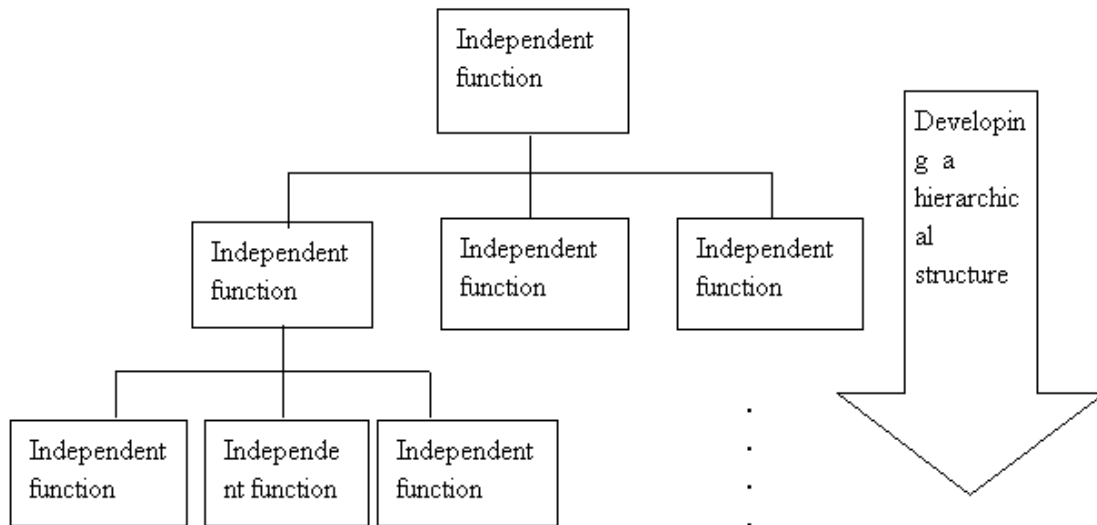 Independent
function
Developin
g a
hierarchic
al
structure
Independent
function
Independent
function
Independent
function
Independent
function
Independe
nt function
Independent
function